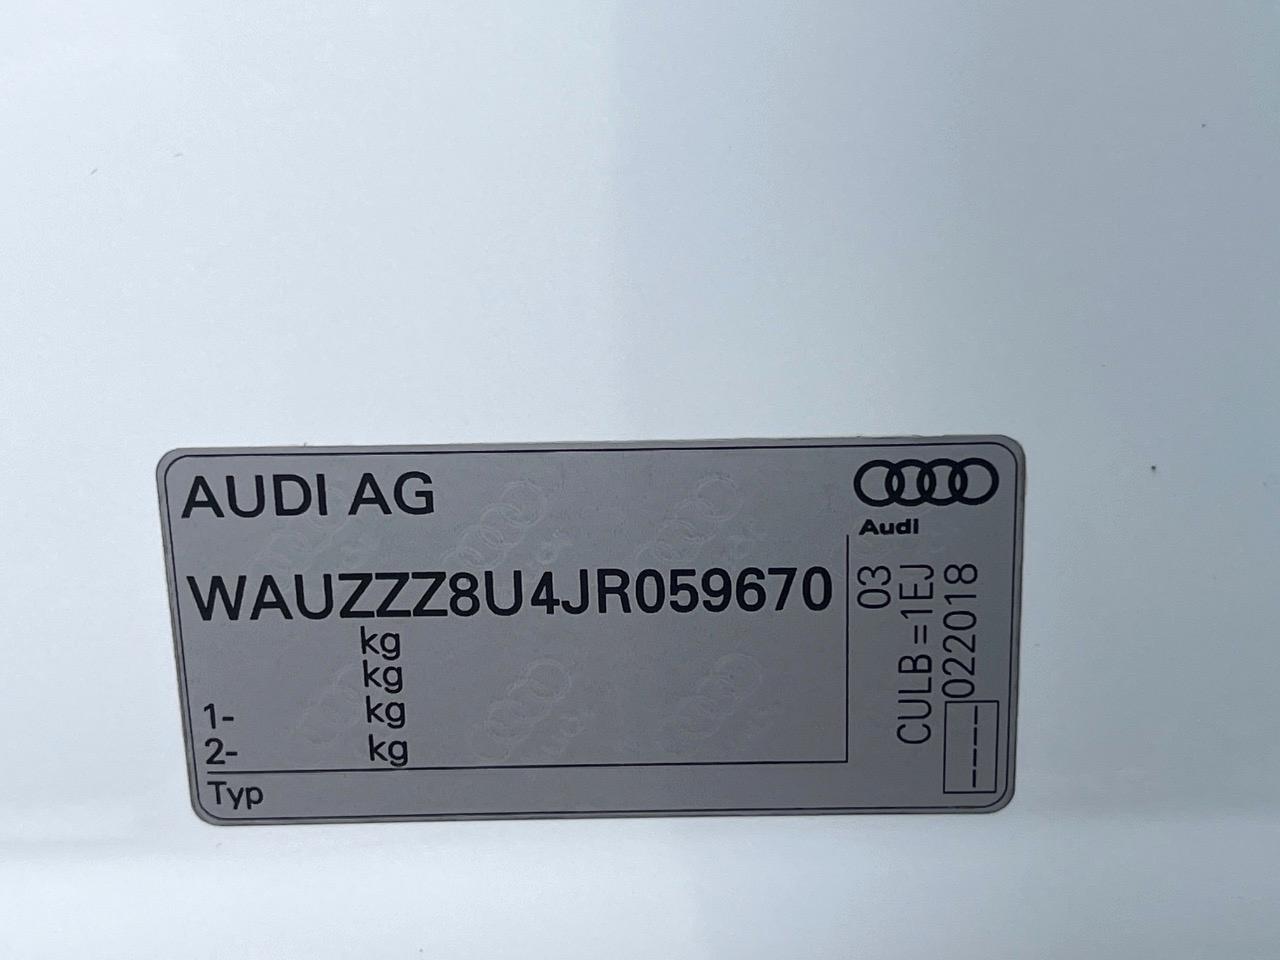 AUDI AG
Audi
WAUZZZ8U4JR059670
kg
kg
1- kg
2- kg
Typ
03
CULB=1EJ
----022018